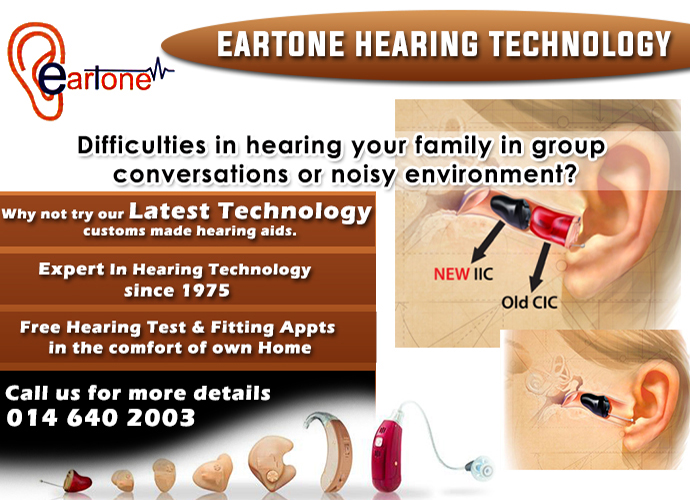 eartone
EARTONE HEARING TECHNOLOGY
Difficulties in hearing your family in group
conversations or noisy environment?
Why not try our Latest Technology
customs made hearing aids.
Expert In Hearing Technology
since 1975
Free Hearing Test & Fitting Appts
in the comfort of own Home
Call us for more details
014 640 2003
NEW IIC
Old CIC